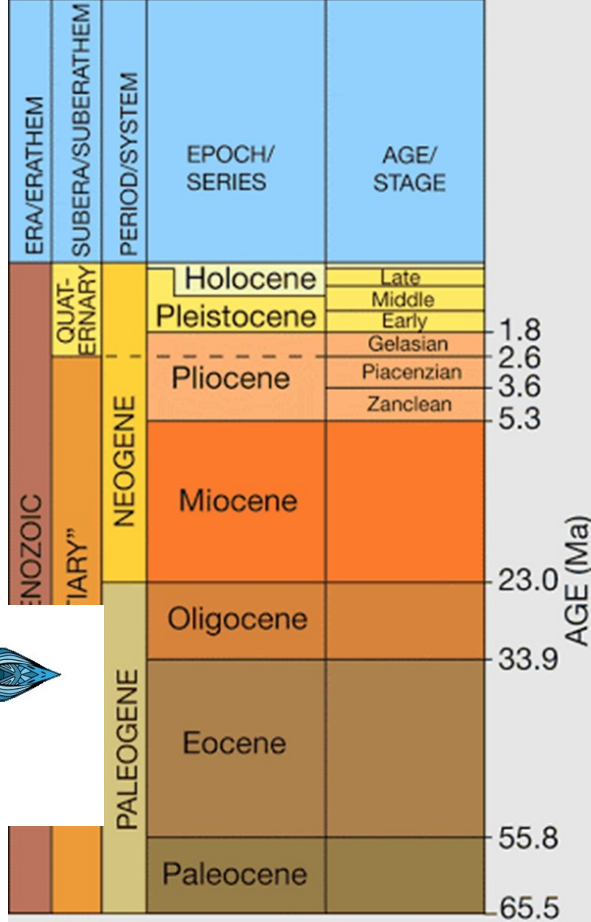 ERA/ERATHEM
SUBERA/SUBERATHEM
PERIOD/SYSTEM
EPOCH/
SERIES
AGE/
STAGE
QUAT-
ERNARY
Holocene
Pleistocene
Pliocene
Miocene
Oligocene
Eocene
Paleocene
Late
Middle
Early
Gelasian
Piacenzian
Zanclean
1.8
2.6
3.6
5.3
23.0
33.9
55.8
65.5
AGE (Ma)
NEOGENE
PALEOGENE
ENOZOIC
TIARY”